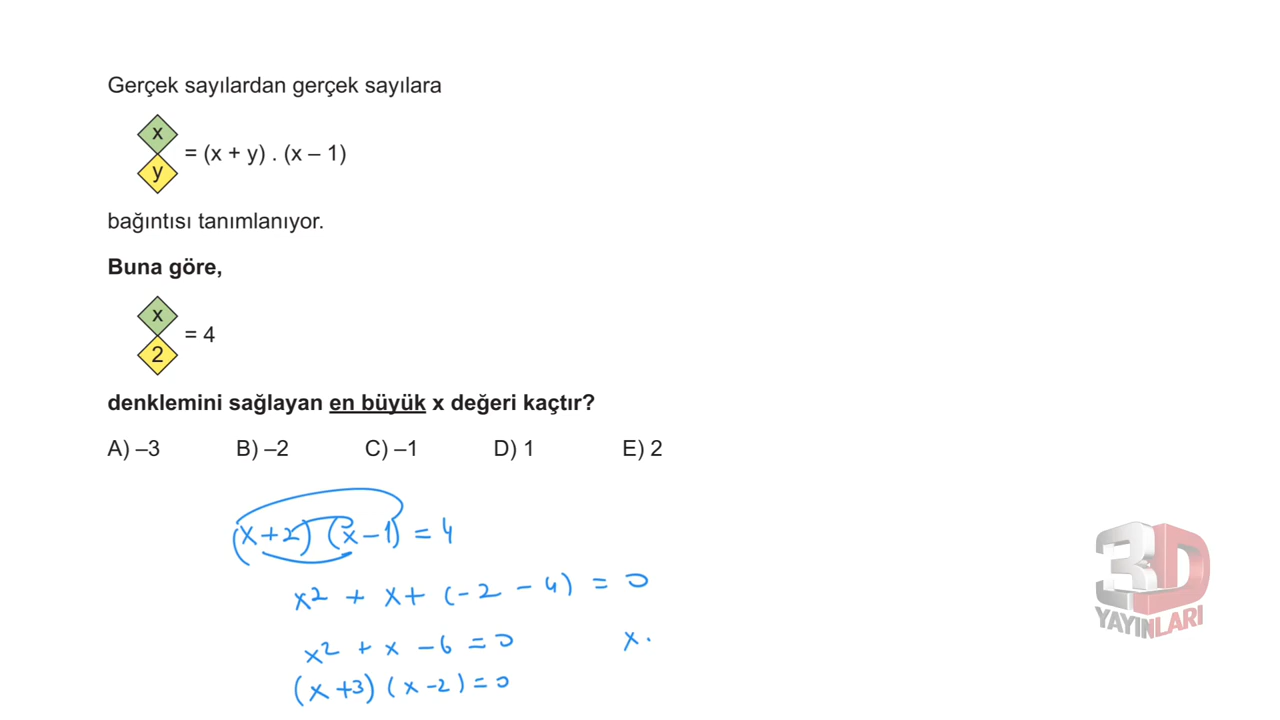 Gerçek sayılardan gerçek sayılara
x
y
= (x + y) . (x – 1)
bağıntısı tanımlanıyor.
Buna göre,
x
2
= 4
denklemini sağlayan en büyük x değeri kaçtır?
A) –3 B) –2 C) –1 D) 1 E) 2
(x+2) (x-1) = 4
x² + x + (-2 - 4) = 0
x² + x - 6 = 0 x.
(x +3) (x -2) = 0
3D
YAYINLARI